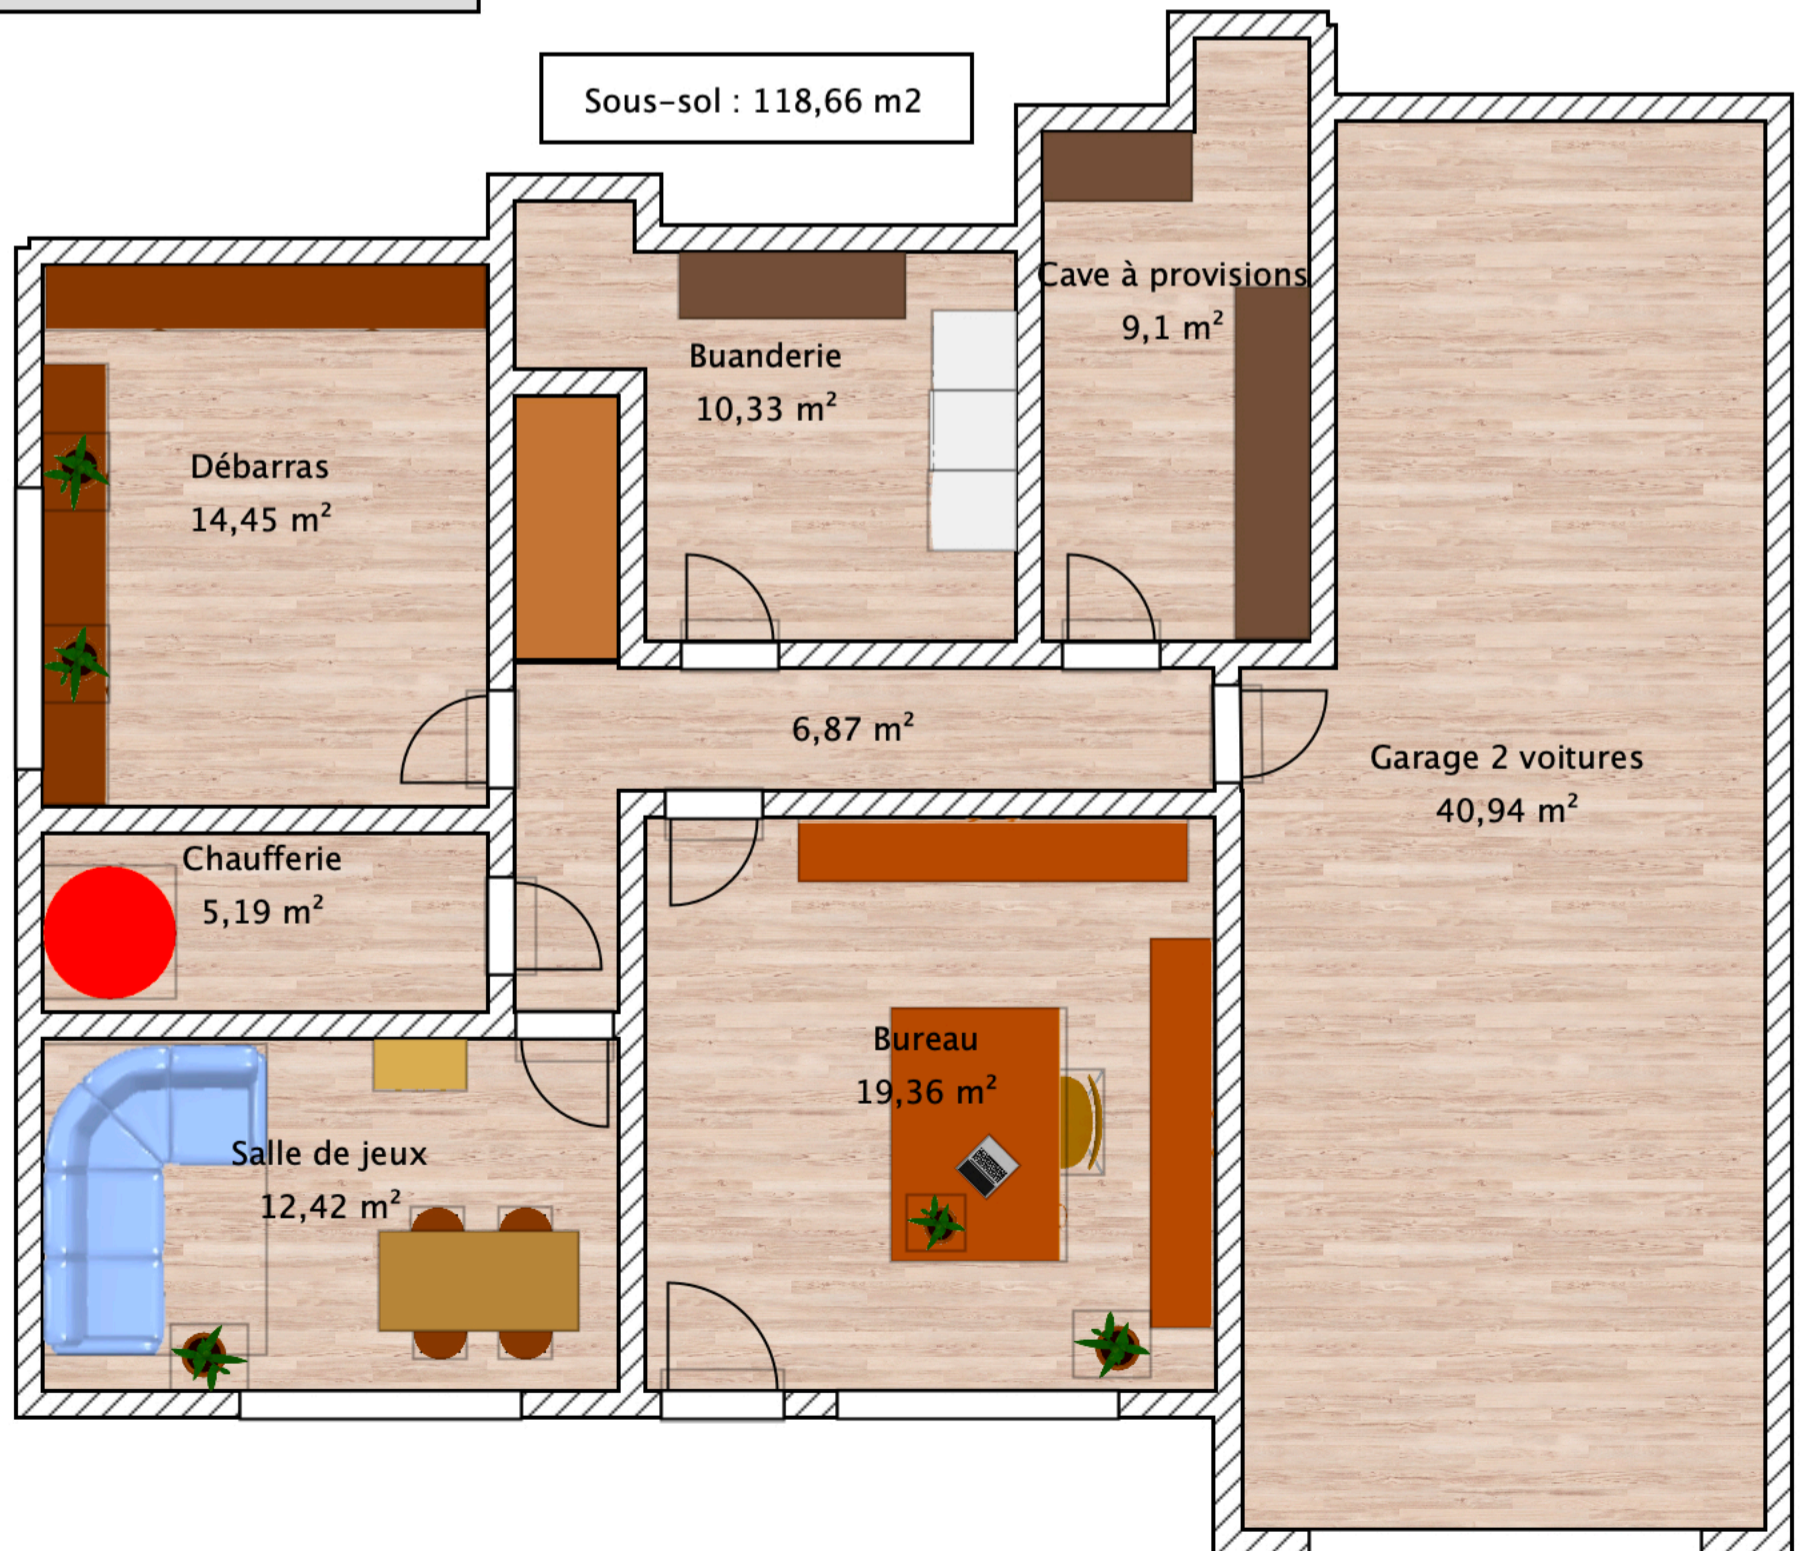 Sous-sol : 118,66 m2
Cave à provisions
9,1 m²
Buanderie
10,33 m²
Débarras
14,45 m²
6,87 m²
Garage 2 voitures
40,94 m²
Chaufferie
5,19 m²
Bureau
19,36 m²
Salle de jeux
12,42 m²